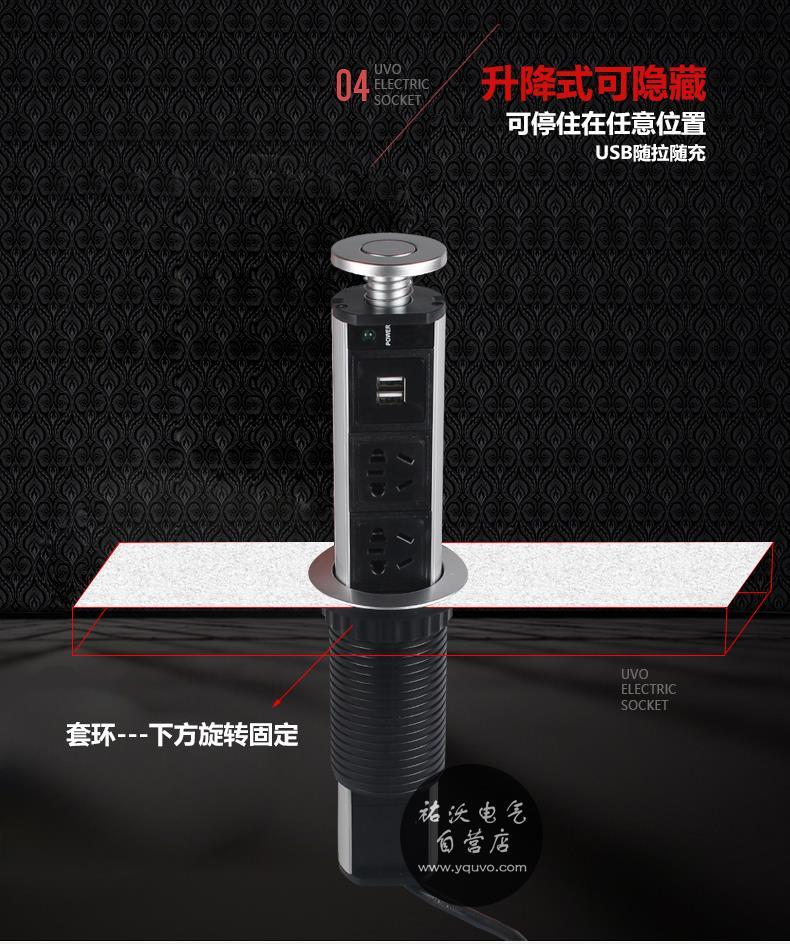 04
UVO
ELECTRIC
SOCKET
升降式可隐藏
可停住在任意位置
USB随拉随充
POWER
UVO
ELECTRIC
SOCKET
套环---下方旋转固定
祐沃电气
自营店
www.yquvo.com